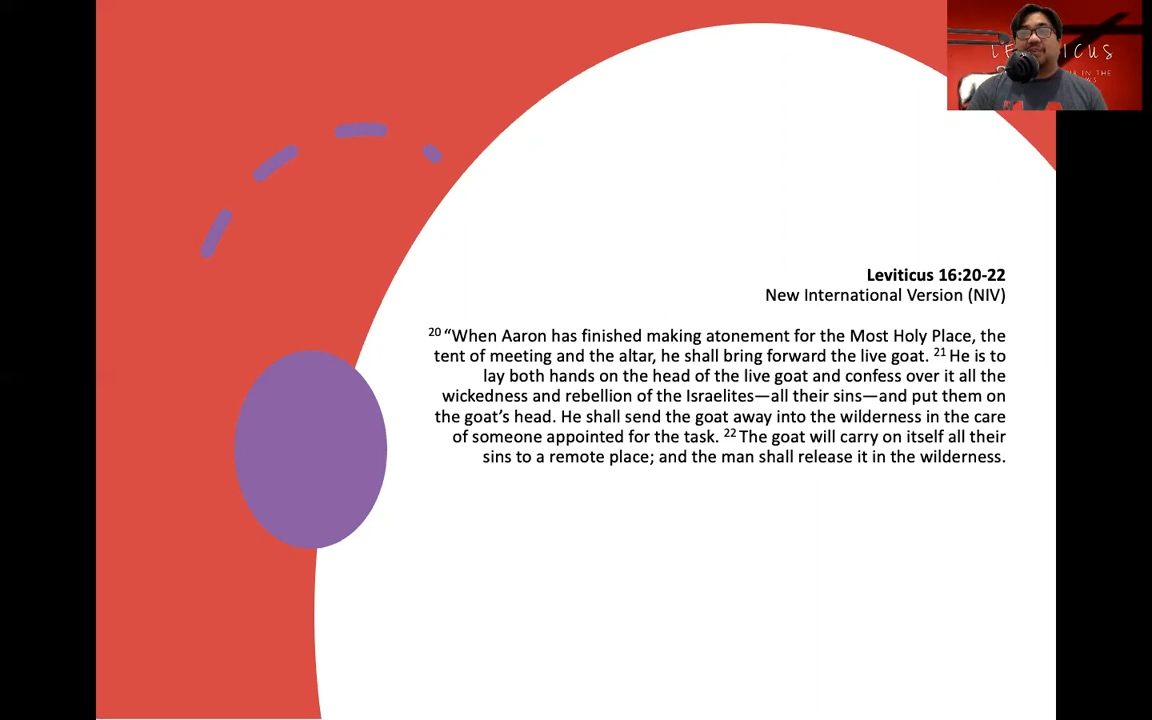 Leviticus 16:20-22
New International Version (NIV)
20 “When Aaron has finished making atonement for the Most Holy Place, the
tent of meeting and the altar, he shall bring forward the live goat. 21 He is to
lay both hands on the head of the live goat and confess over it all the
wickedness and rebellion of the Israelites—all their sins—and put them on
the goat’s head. He shall send the goat away into the wilderness in the care
of someone appointed for the task. 22 The goat will carry on itself all their
sins to a remote place; and the man shall release it in the wilderness.
IN THE